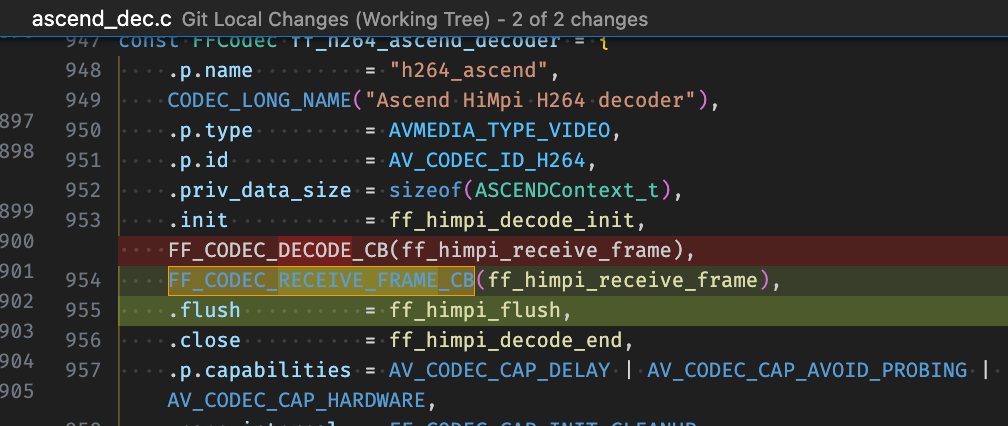 ascend_dec.c Git Local Changes (Working Tree) - 2 of 2 changes
947 const FFCodec ff_h264_ascend_decoder = {
948 .p.name = "h264_ascend",
949 CODEC_LONG_NAME("Ascend HiMpi H264 decoder"),
897 950 .p.type = AVMEDIA_TYPE_VIDEO,
898 951 .p.id = AV_CODEC_ID_H264,
952 .priv_data_size = sizeof(ASCENDContext_t),
899 953 .init = ff_himpi_decode_init,
900 FF_CODEC_DECODE_CB(ff_himpi_receive_frame),
901 954 FF_CODEC_RECEIVE_FRAME_CB(ff_himpi_receive_frame),
902 955 .flush = ff_himpi_flush,
903 956 .close = ff_himpi_decode_end,
904 957 .p.capabilities = AV_CODEC_CAP_DELAY | AV_CODEC_CAP_AVOID_PROBING |
905 AV_CODEC_CAP_HARDWARE,